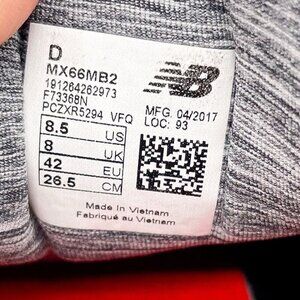 D
MX66MB2
191264262973
F73368N
PCZXR5294 VFQ
MFG. 04/2017
LOC: 93
8.5 US
8 UK
42 EU
26.5 CM
Made in Vietnam
Fabriqué au Vietnam